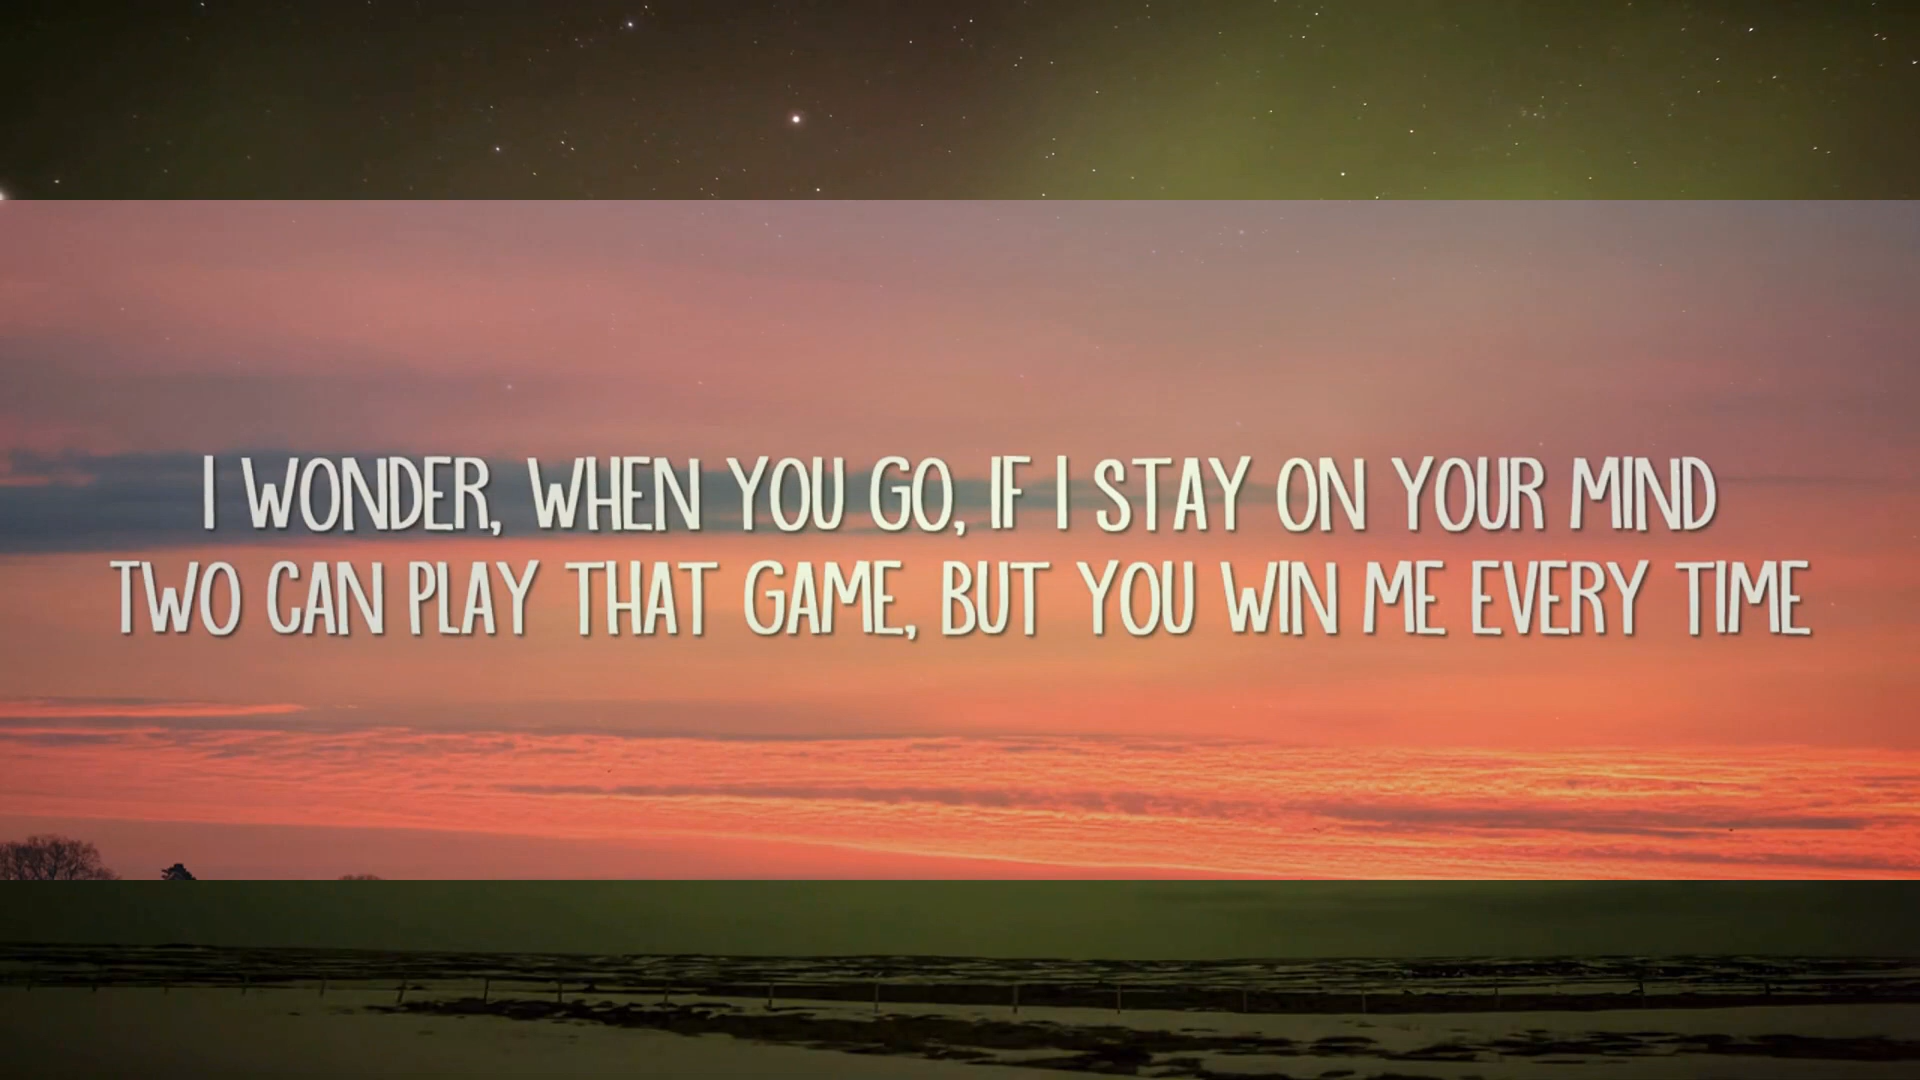 I WONDER, WHEN YOU GO, IF I STAY ON YOUR MIND
TWO CAN PLAY THAT GAME, BUT YOU WIN ME EVERY TIME